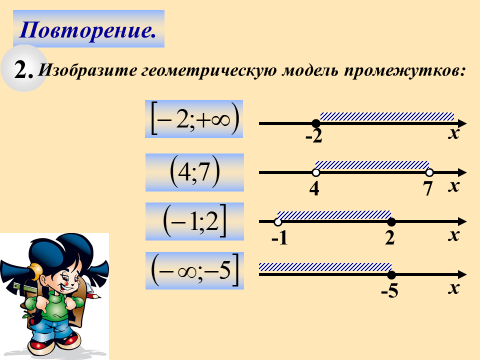 Повторение.
2. Изобразите геометрическую модель промежутков:
[−2;+∞)
-2 x
(4;7)
4 7 x
(−1;2]
-1 2 x
(−∞;−5]
-5 x